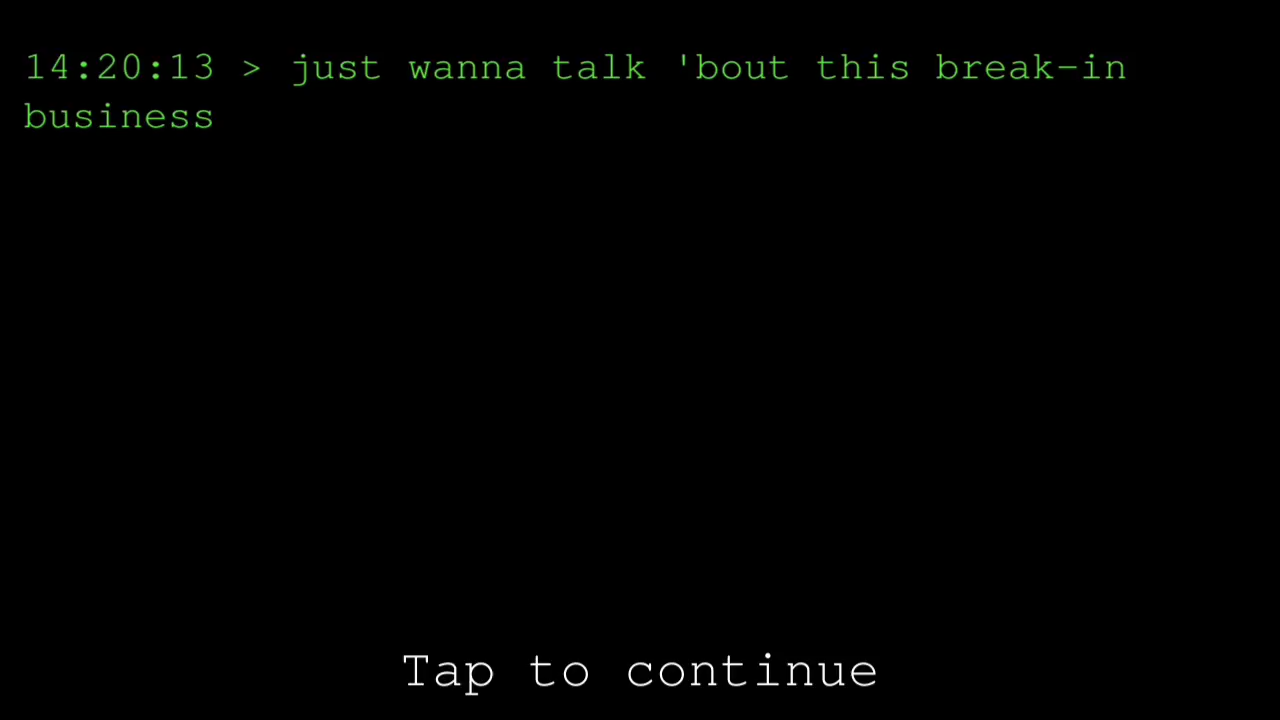 14:20:13 > just wanna talk 'bout this break-in
business
Tap to continue